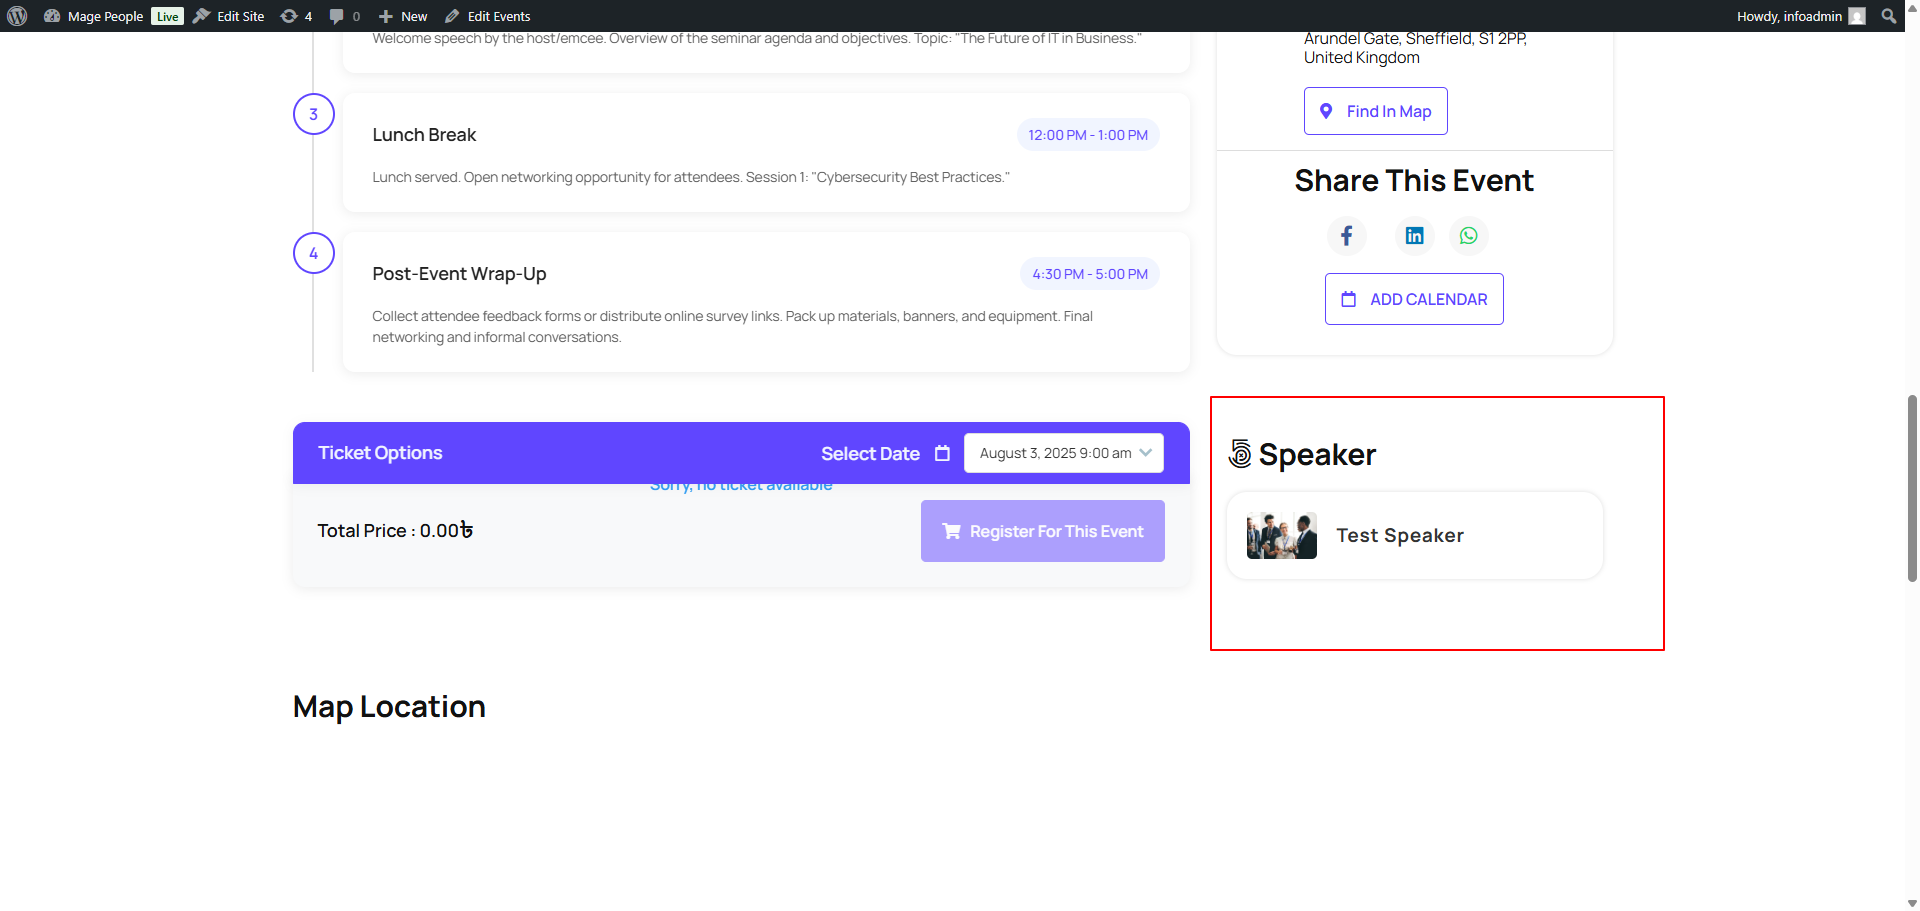 Mage People Live Edit Site 4 0 New Edit Events Howdy, infoadmin
Welcome speech by the host/emcee. Overview of the seminar agenda and objectives. Topic: "The Future of IT in Business."
3
Lunch Break
12:00 PM - 1:00 PM
Lunch served. Open networking opportunity for attendees. Session 1: "Cybersecurity Best Practices."
4
Post-Event Wrap-Up
4:30 PM - 5:00 PM
Collect attendee feedback forms or distribute online survey links. Pack up materials, banners, and equipment. Final
networking and informal conversations.
Ticket Options
Select Date
August 3, 2025 9:00 am
Sorry, no ticket available
Total Price : 0.00৳
Register For This Event
Map Location
Arundel Gate, Sheffield, S1 2PP,
United Kingdom
Find In Map
Share This Event
ADD CALENDAR
Speaker
Test Speaker